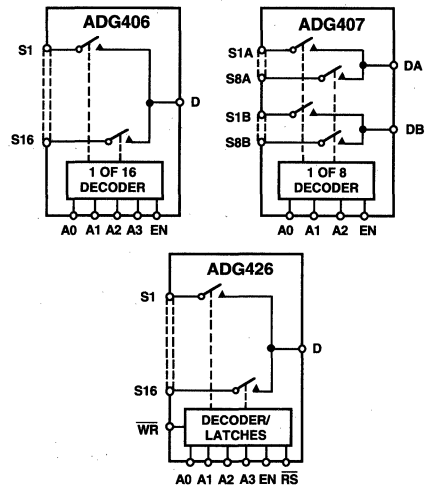 ADG406
S1
D
S16
1 OF 16
DECODER
A0 A1 A2 A3 EN
ADG407
S1A
DA
S8A
S1B
DB
S8B
1 OF 8
DECODER
A0 A1 A2 EN
ADG426
S1
D
S16
WR
DECODER/
LATCHES
A0 A1 A2 A3 EN RS